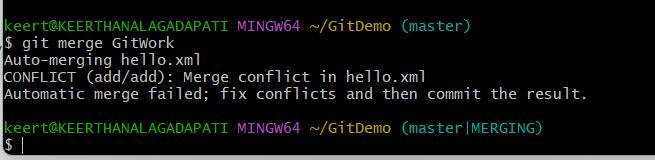 keert@KEERTHANALAGADAPATI MINGW64 ~/GitDemo (master)
$ git merge GitWork
Auto-merging hello.xml
CONFLICT (add/add): Merge conflict in hello.xml
Automatic merge failed; fix conflicts and then commit the result.
keert@KEERTHANALAGADAPATI MINGW64 ~/GitDemo (master|MERGING)
$